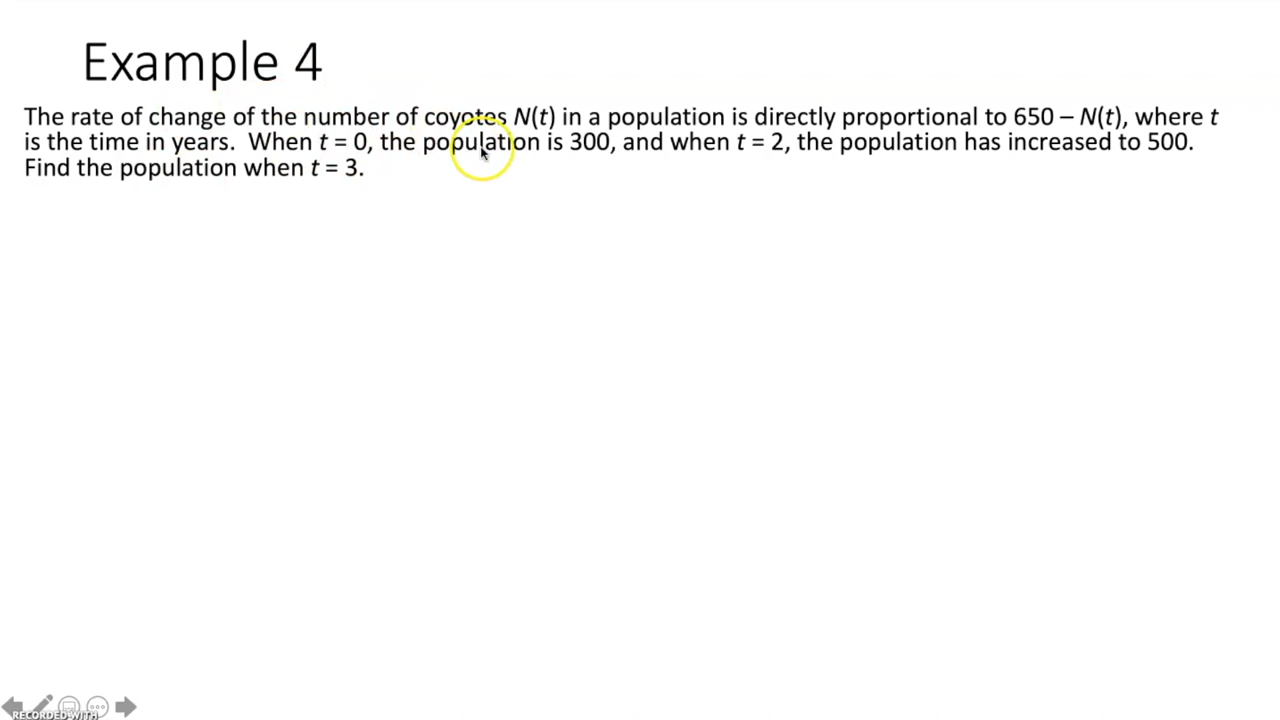 Example 4
The rate of change of the number of coyotes N(t) in a population is directly proportional to 650 – N(t), where t
is the time in years.  When t = 0, the population is 300, and when t = 2, the population has increased to 500.
Find the population when t = 3.
RECORDED WITH